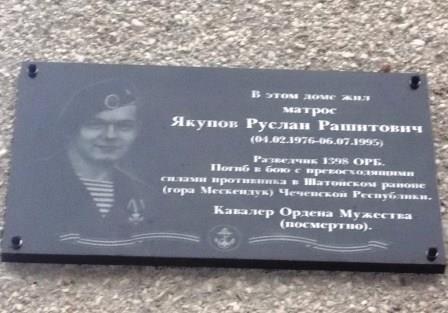 В этом доме жил
матрос
Якупов Руслан Рашитович
(04.02.1976-06.07.1995)
Разведчик 1398 ОРБ.
Погиб в бою с превосходящими
силами противника в Шатойском районе
(гора Мескендук) Чеченской Республики.
Кавалер Ордена Мужества
(посмертно).